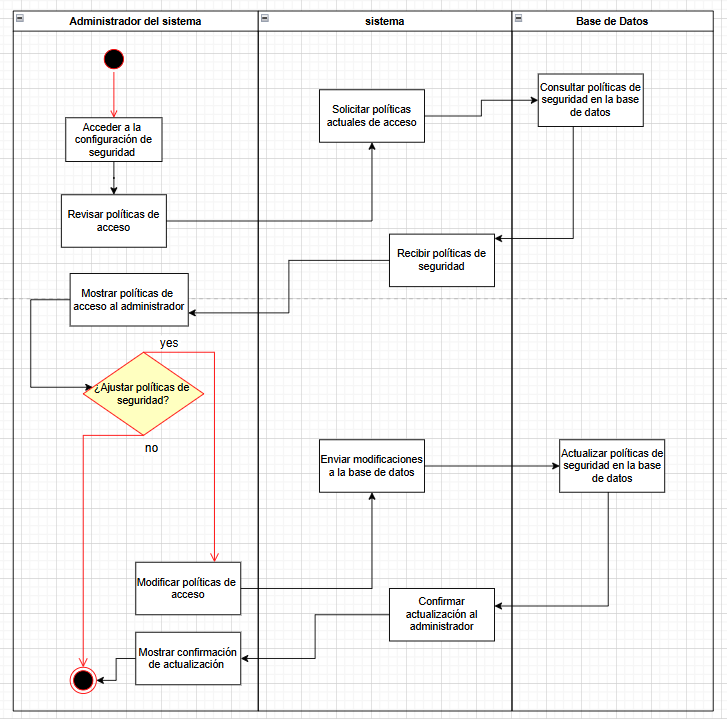 Administrador del sistema
sistema
Base de Datos
Acceder a la
configuración de
seguridad
Solicitar políticas
actuales de acceso
Consultar políticas de
seguridad en la base
de datos
Revisar políticas de
acceso
Recibir políticas de
seguridad
Mostrar políticas de
acceso al administrador
yes
¿Ajustar políticas de
seguridad?
no
Enviar modificaciones
a la base de datos
Actualizar políticas de
seguridad en la base
de datos
Modificar políticas de
acceso
Confirmar
actualización al
administrador
Mostrar confirmación
de actualización